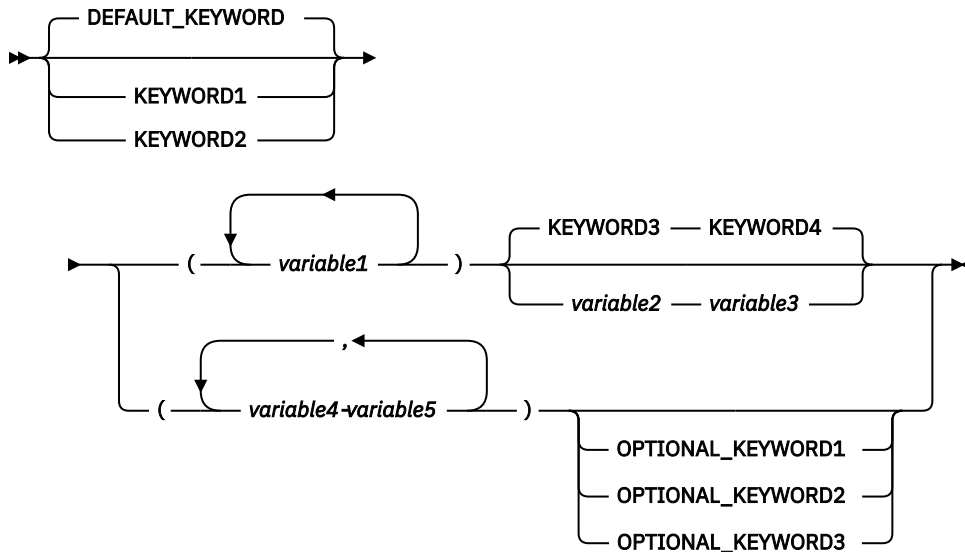 DEFAULT_KEYWORD
KEYWORD1
KEYWORD2
( variable1 ) KEYWORD3 KEYWORD4
variable2 variable3
,
( variable4-variable5 )
OPTIONAL_KEYWORD1
OPTIONAL_KEYWORD2
OPTIONAL_KEYWORD3